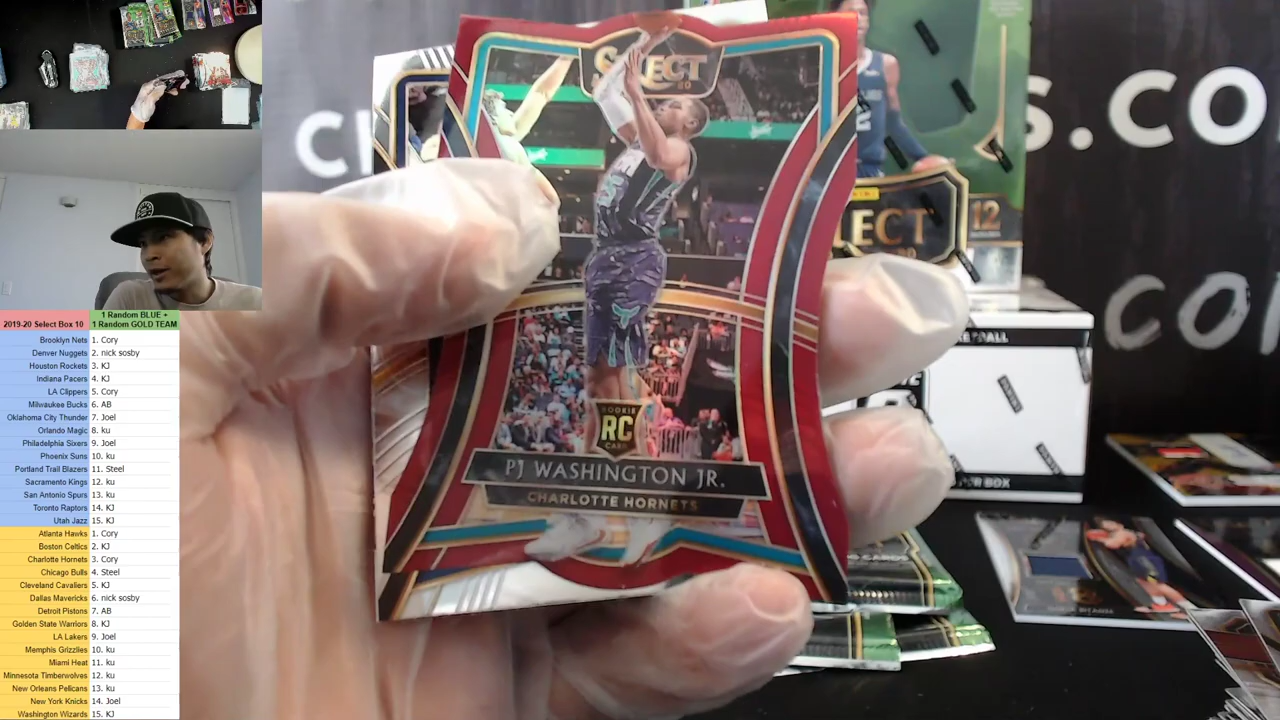 SELECT
PJ WASHINGTON JR.
CHARLOTTE HORNETS
ROOKIE
RC
CARD
S.CO
CO
12
2019-20 Select Box 10
1 Random BLUE +
1 Random GOLD TEAM
Brooklyn Nets 1. Cory
Denver Nuggets 2. nick sosby
Houston Rockets 3. KJ
Indiana Pacers 4. KJ
LA Clippers 5. Cory
Milwaukee Bucks 6. AB
Oklahoma City Thunder 7. Joel
Orlando Magic 8. ku
Philadelphia Sixers 9. Joel
Phoenix Suns 10. ku
Portland Trail Blazers 11. Steel
Sacramento Kings 12. ku
San Antonio Spurs 13. ku
Toronto Raptors 14. KJ
Utah Jazz 15. KJ
Atlanta Hawks 1. Cory
Boston Celtics 2. KJ
Charlotte Hornets 3. Cory
Chicago Bulls 4. Steel
Cleveland Cavaliers 5. KJ
Dallas Mavericks 6. nick sosby
Detroit Pistons 7. AB
Golden State Warriors 8. KJ
LA Lakers 9. Joel
Memphis Grizzlies 10. ku
Miami Heat 11. ku
Minnesota Timberwolves 12. ku
New Orleans Pelicans 13. ku
New York Knicks 14. Joel
Washington Wizards 15. KJ